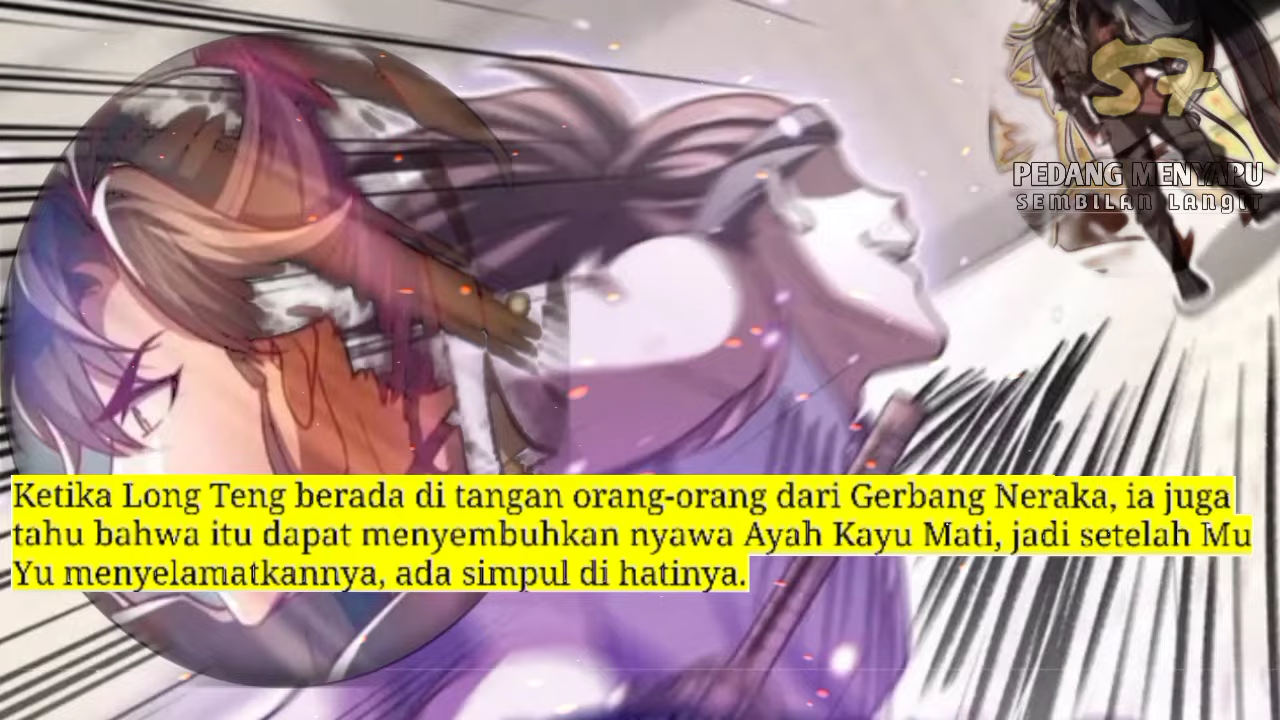 S7
PEDANG MENYAPU
SEMBILAN LANGIT
Ketika Long Teng berada di tangan orang-orang dari Gerbang Neraka, ia juga
tahu bahwa itu dapat menyembuhkan nyawa Ayah Kayu Mati, jadi setelah Mu
Yu menyelamatkannya, ada simpul di hatinya.